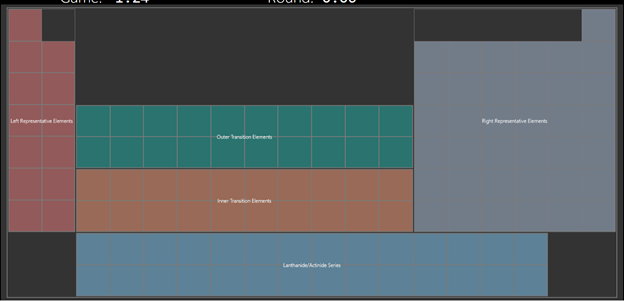 Game: 1:24 Round: 0:00
Left Representative Elements
Right Representative Elements
Outer Transition Elements
Inner Transition Elements
Lanthanide/Actinide Series